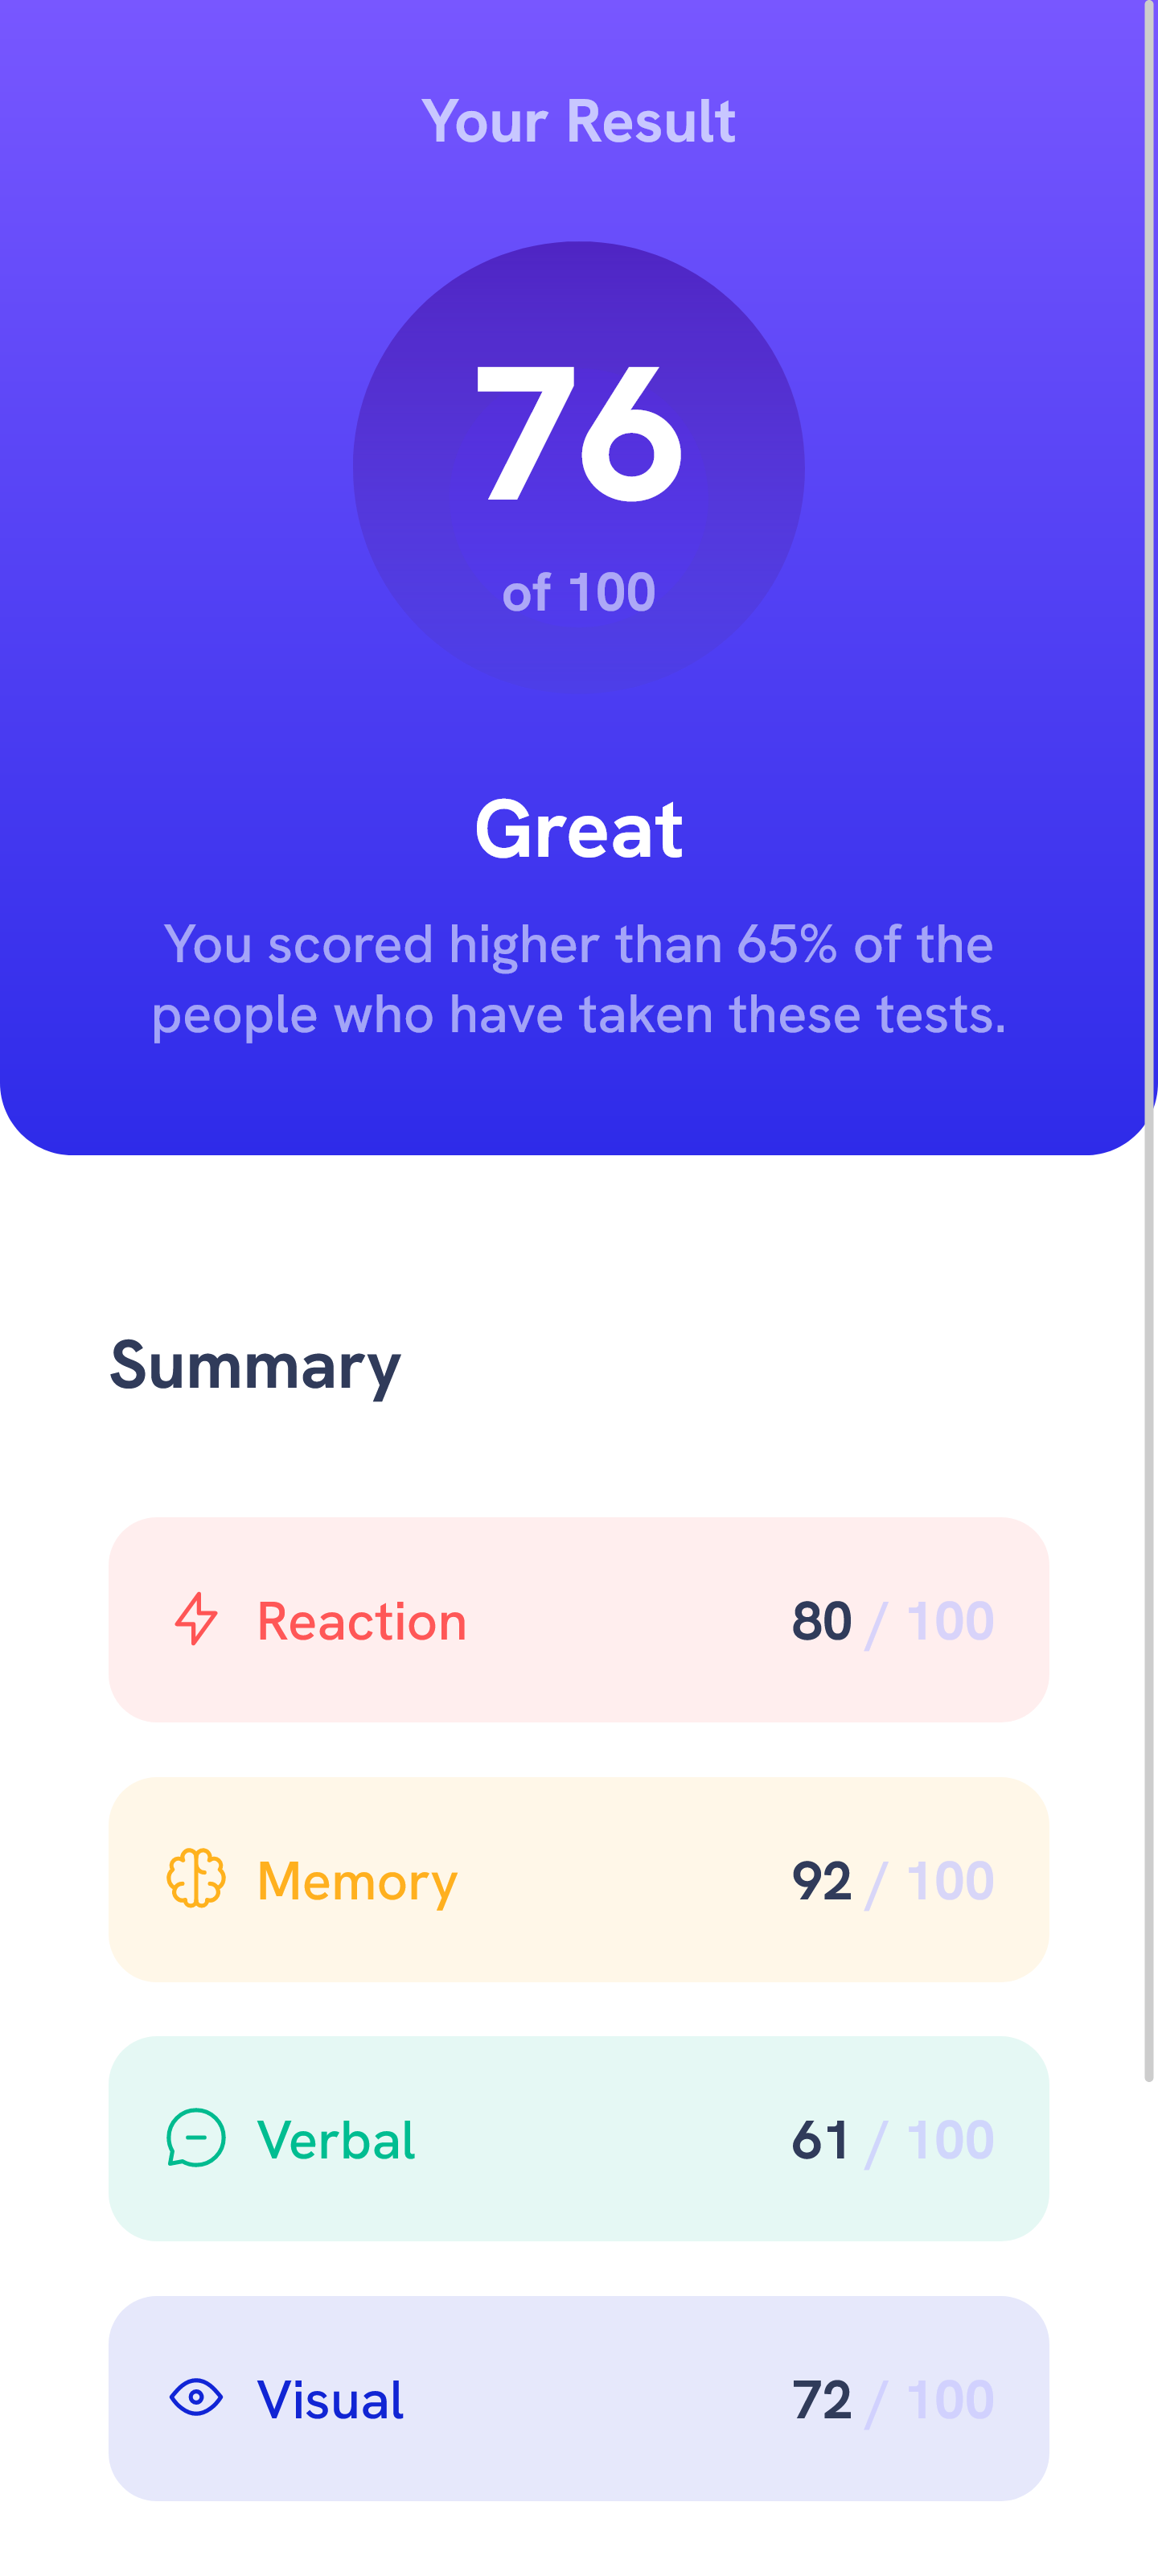 Your Result
76
of 100
Great
You scored higher than 65% of the
people who have taken these tests.
Summary
Reaction 80 / 100
Memory 92 / 100
Verbal 61 / 100
Visual 72 / 100